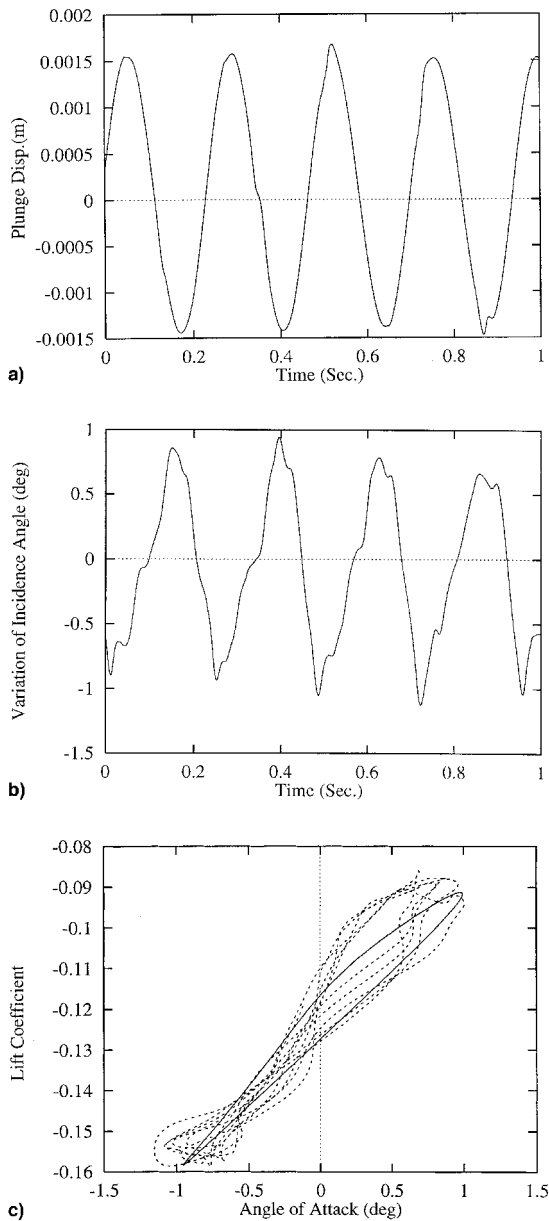 0.002
0.0015
0.001
0.0005
0
-0.0005
-0.001
-0.0015
Plunge Disp.(m)
0 0.2 0.4 0.6 0.8 1
Time (Sec.)
a)
1
0.5
0
-0.5
-1
-1.5
Variation of Incidence Angle (deg)
0 0.2 0.4 0.6 0.8 1
Time (Sec.)
b)
-0.08
-0.09
-0.1
-0.11
-0.12
-0.13
-0.14
-0.15
-0.16
Lift Coefficient
-1.5 -1 -0.5 0 0.5 1 1.5
Angle of Attack (deg)
c)